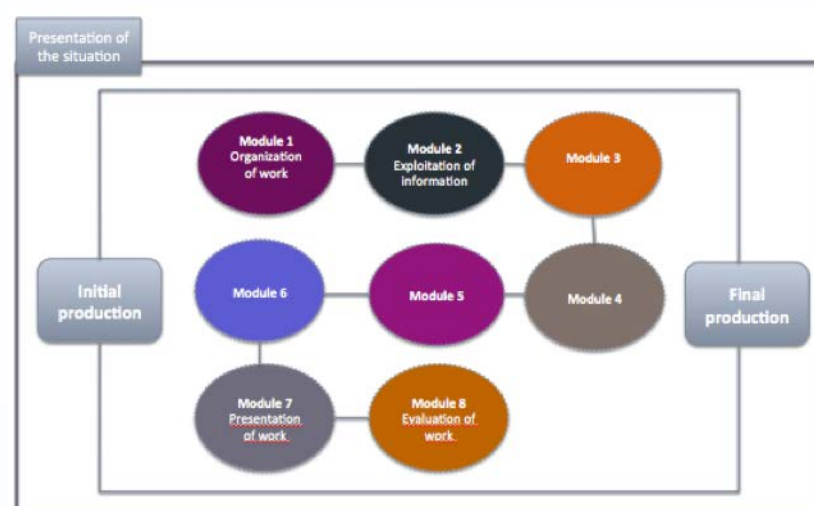 Presentation of
the situation
Module 1
Organization
of work
Module 2
Exploitation of
information
Module 3
Initial
production
Module 6
Module 5
Module 4
Final
production
Module 7
Presentation
of work
Module 8
Evaluation of
work